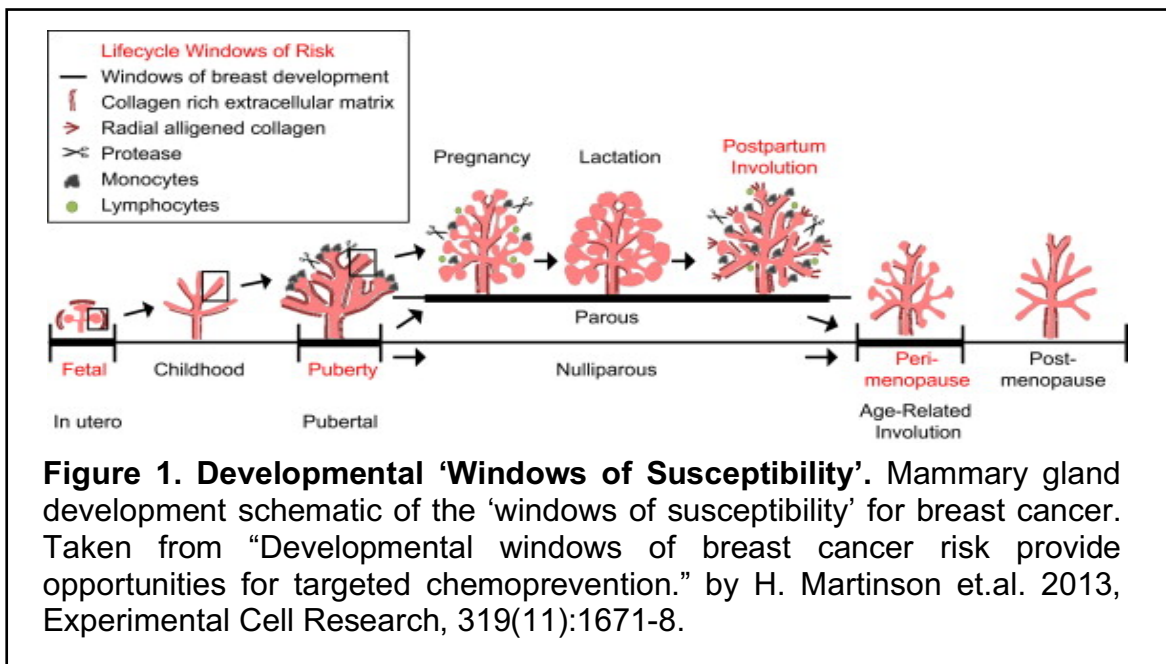 Lifecycle Windows of Risk
Windows of breast development
Collagen rich extracellular matrix
Radial alligened collagen
Protease
Monocytes
Lymphocytes
Pregnancy
Lactation
Postpartum
Involution
Parous
Fetal
Childhood
Puberty
Nulliparous
Peri-
menopause
Post-
menopause
In utero
Pubertal
Age-Related
Involution
Figure 1. Developmental ‘Windows of Susceptibility’. Mammary gland
development schematic of the ‘windows of susceptibility’ for breast cancer.
Taken from “Developmental windows of breast cancer risk provide
opportunities for targeted chemoprevention.” by H. Martinson et.al. 2013,
Experimental Cell Research, 319(11):1671-8.